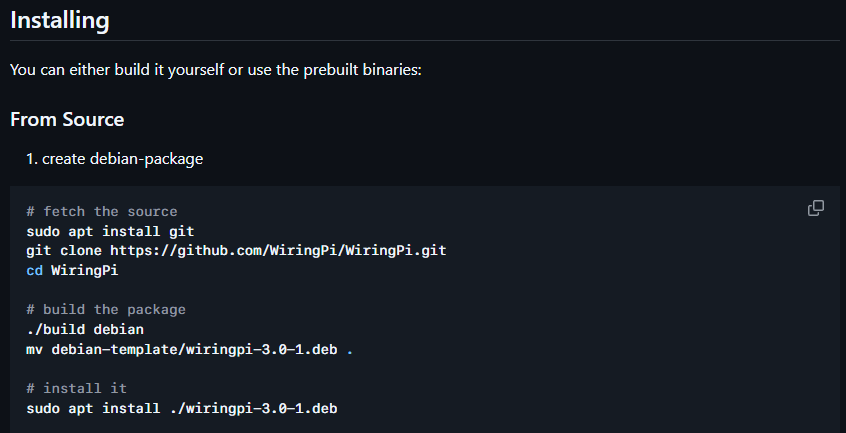 Installing
You can either build it yourself or use the prebuilt binaries:
From Source
1. create debian-package
# fetch the source
sudo apt install git
git clone https://github.com/WiringPi/WiringPi.git
cd WiringPi
# build the package
./build debian
mv debian-template/wiringpi-3.0-1.deb .
# install it
sudo apt install ./wiringpi-3.0-1.deb